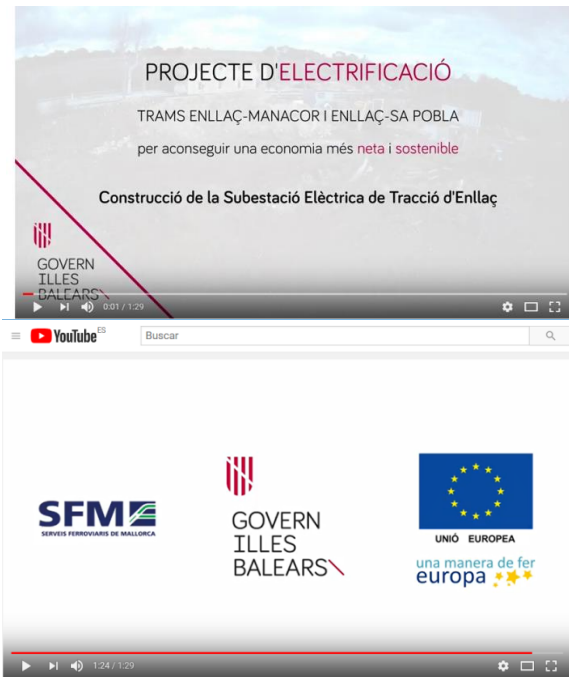 PROJECTE D'ELECTRIFICACIÓ
TRAMS ENLLAÇ-MANACOR I ENLLAÇ-SA POBLA
per aconseguir una economia més neta i sostenible
Construcció de la Subestació Elèctrica de Tracció d'Enllaç
GOVERN
ILLES
BALEARS
0:01 / 1:29
YouTube ES
Buscar
SFM
SERVEIS FERROVIARIS DE MALLORCA
GOVERN
ILLES
BALEARS
UNIÓ EUROPEA
una manera de fer
europa
1:24 / 1:29